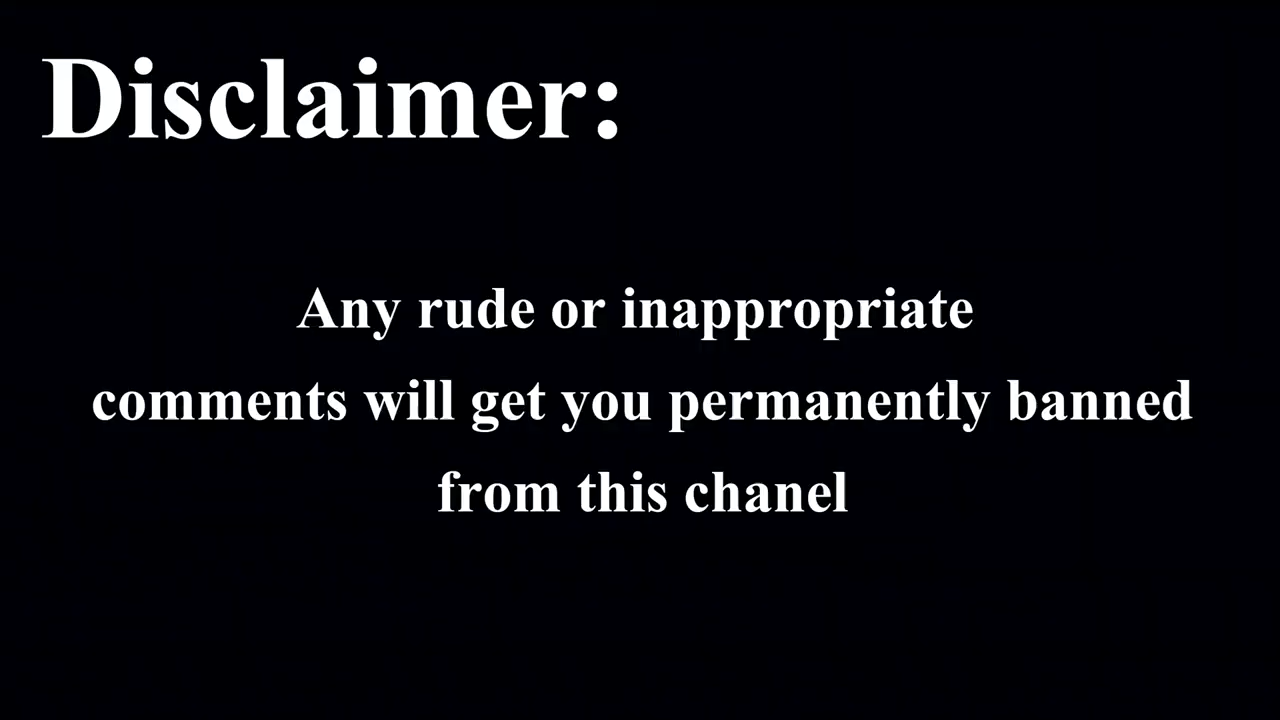 Disclaimer:
Any rude or inappropriate
comments will get you permanently banned
from this chanel